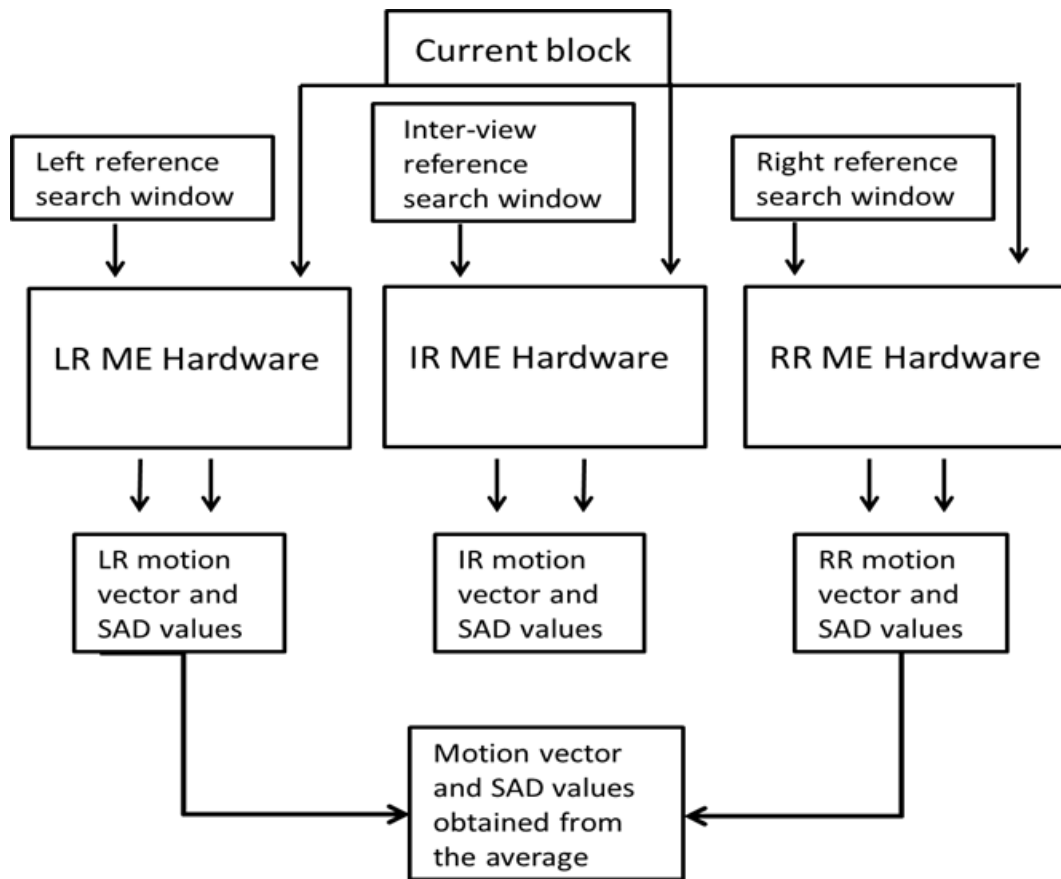 Current block
Left reference
search window
Inter-view
reference
search window
Right reference
search window
LR ME Hardware
IR ME Hardware
RR ME Hardware
LR motion
vector and
SAD values
IR motion
vector and
SAD values
RR motion
vector and
SAD values
Motion vector
and SAD values
obtained from
the average